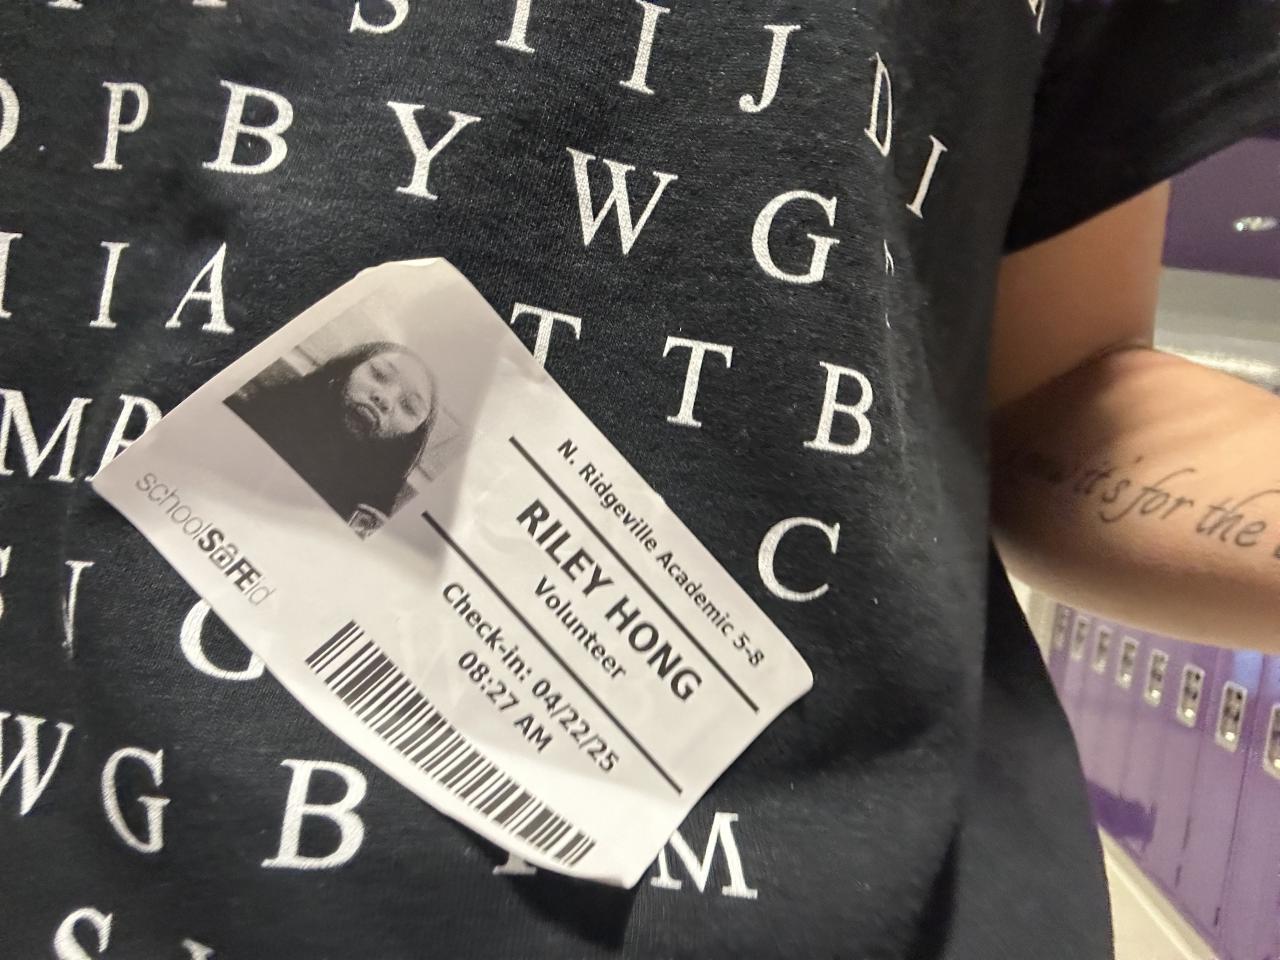 S I I J D
P B Y W G I
I A T T B
M C
N. Ridgeville Academic 5-8
RILEY HONG
Volunteer
Check-in: 04/22/25
08:27 AM
schoolSAFEid
W G B M
S
it's for the